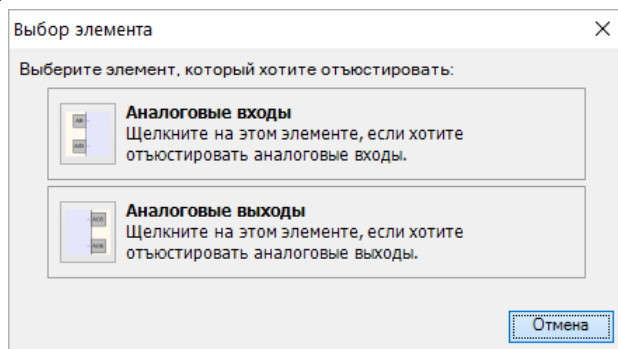 Выбор элемента
Выберите элемент, который хотите отъюстировать:
Аналоговые входы
Щелкните на этом элементе, если хотите
отъюстировать аналоговые входы.
Аналоговые выходы
Щелкните на этом элементе, если хотите
отъюстировать аналоговые выходы.
Отмена